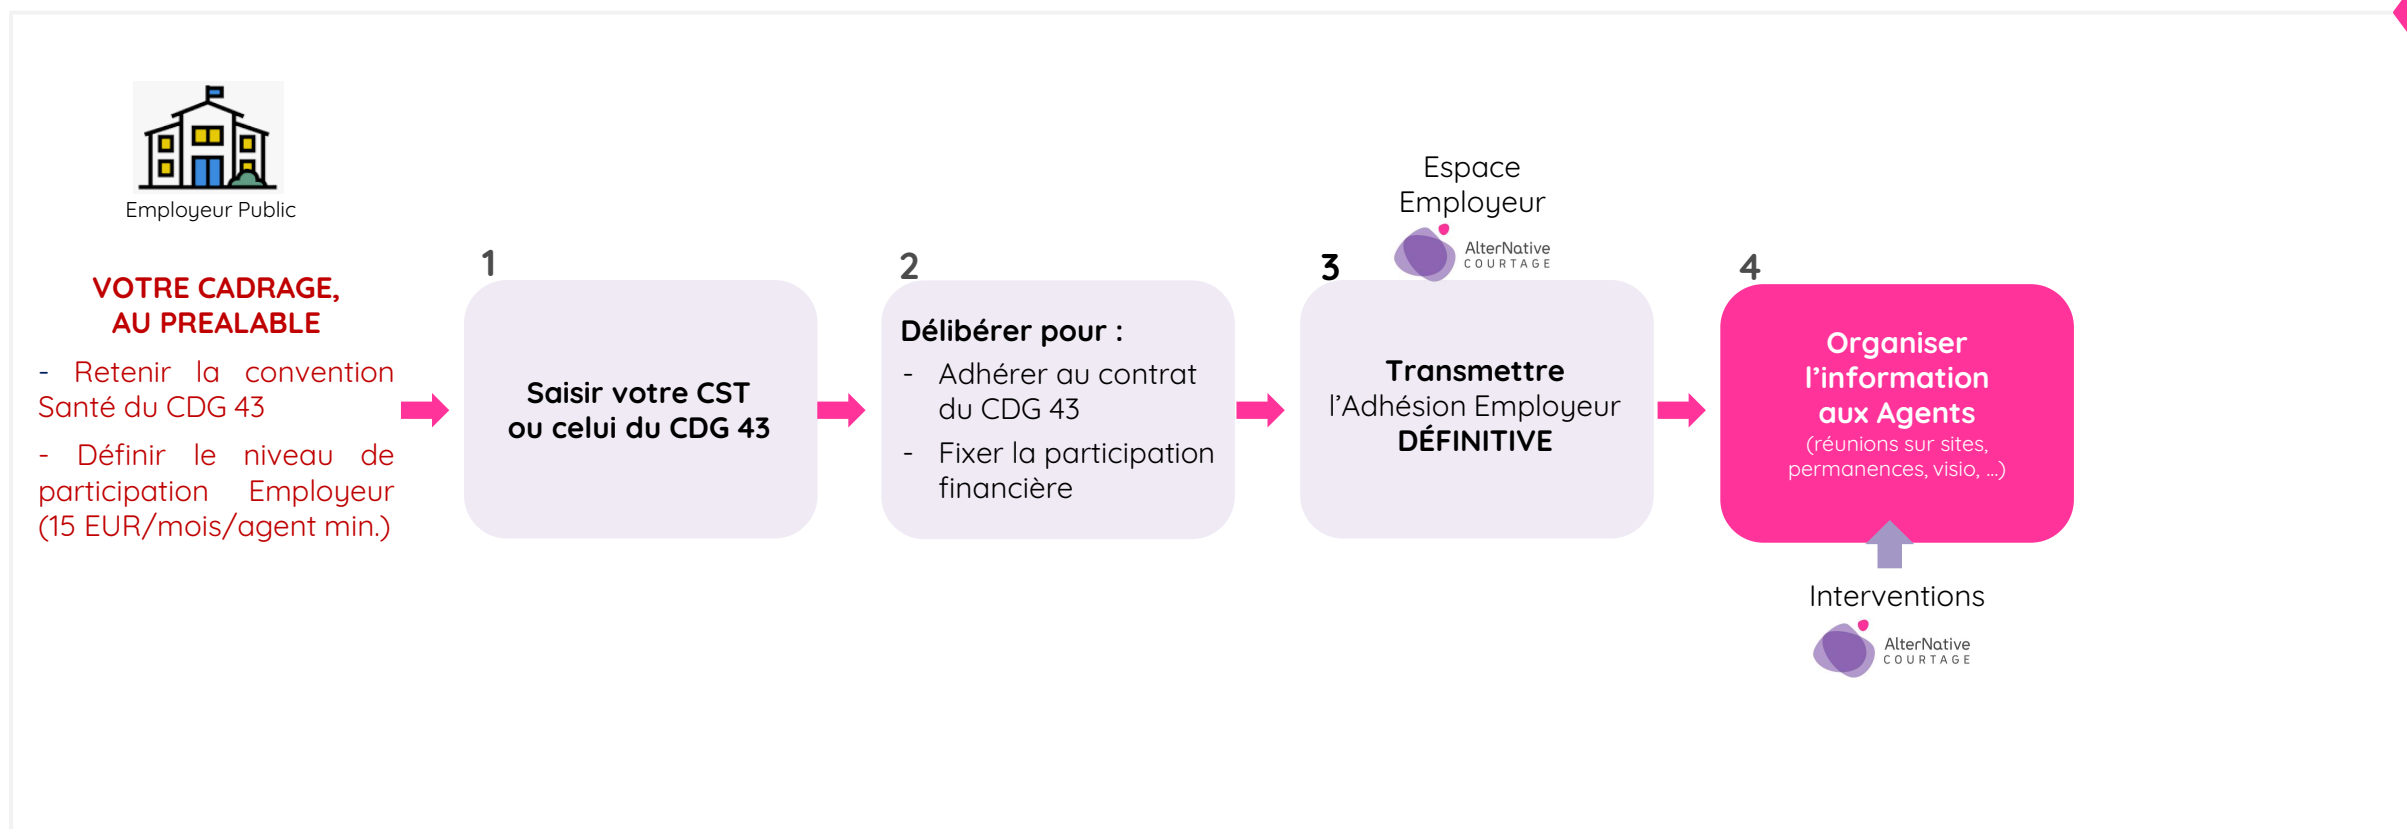 Employeur Public
VOTRE CADRAGE,
AU PREALABLE
- Retenir la convention
Santé du CDG 43
- Définir le niveau de
participation Employeur
(15 EUR/mois/agent min.)
1
Saisir votre CST
ou celui du CDG 43
2
Délibérer pour :
- Adhérer au contrat
du CDG 43
- Fixer la participation
financière
Espace
Employeur
AlterNative
COURTAGE
3
Transmettre
l’Adhésion Employeur
DÉFINITIVE
4
Organiser
l’information
aux Agents
(réunions sur sites,
permanences, visio, …)
Interventions
AlterNative
COURTAGE